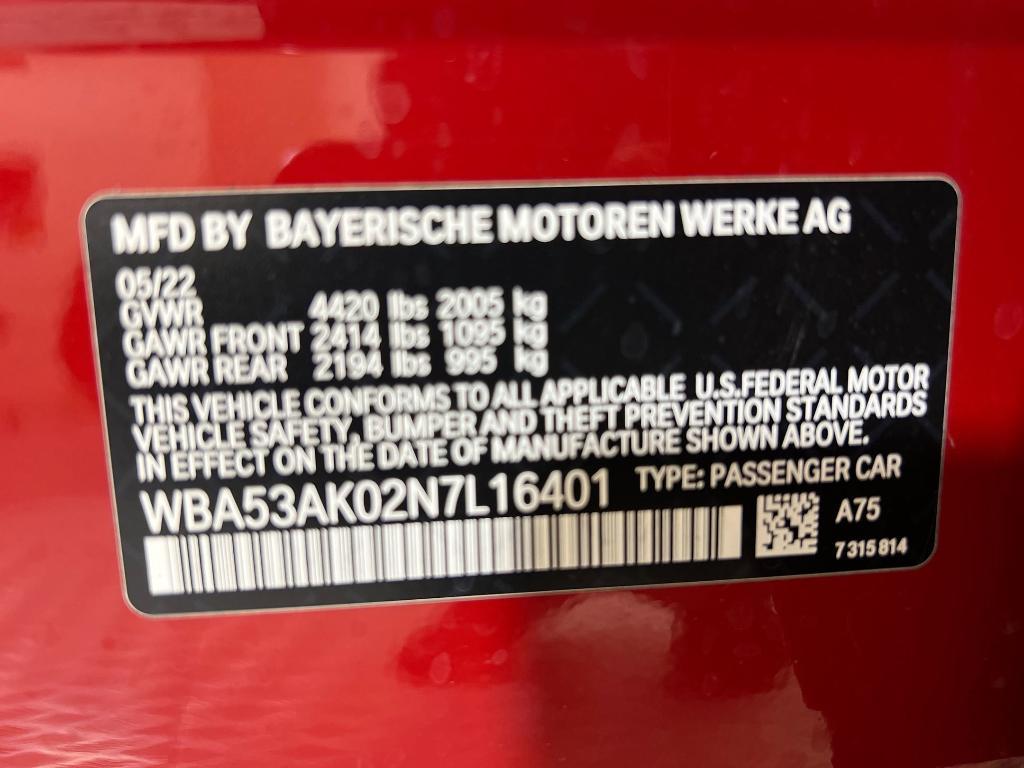 MFD BY BAYERISCHE MOTOREN WERKE AG
05/22
GVWR 4420 lbs 2005 kg
GAWR FRONT 2414 lbs 1095 kg
GAWR REAR 2194 lbs 995 kg
THIS VEHICLE CONFORMS TO ALL APPLICABLE U.S.FEDERAL MOTOR
VEHICLE SAFETY, BUMPER AND THEFT PREVENTION STANDARDS
IN EFFECT ON THE DATE OF MANUFACTURE SHOWN ABOVE.
WBA53AK02N7L16401 TYPE: PASSENGER CAR
A75
7 315 814